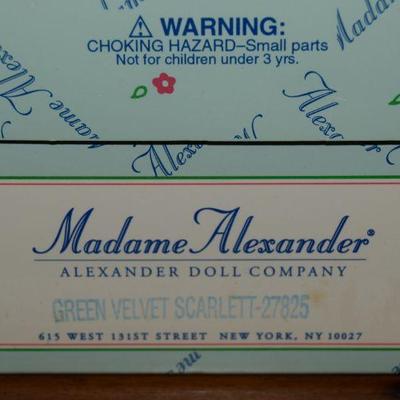 ⚠ WARNING:
CHOKING HAZARD–Small parts
Not for children under 3 yrs.
Madame Alexander®
ALEXANDER DOLL COMPANY
GREEN VELVET SCARLETT-27825
615 WEST 131ST STREET NEW YORK, NY 10027